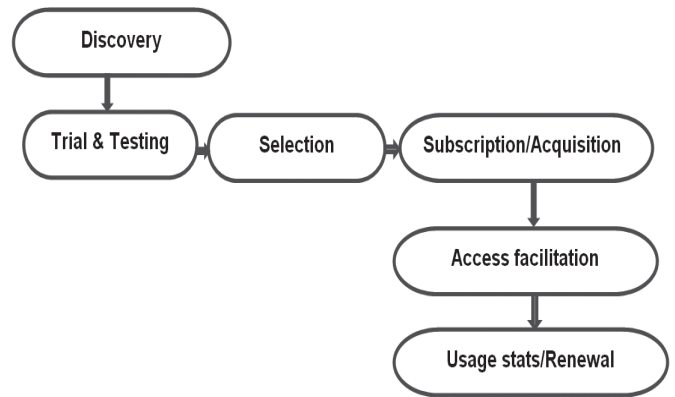 Discovery
Trial & Testing
Selection
Subscription/Acquisition
Access facilitation
Usage stats/Renewal